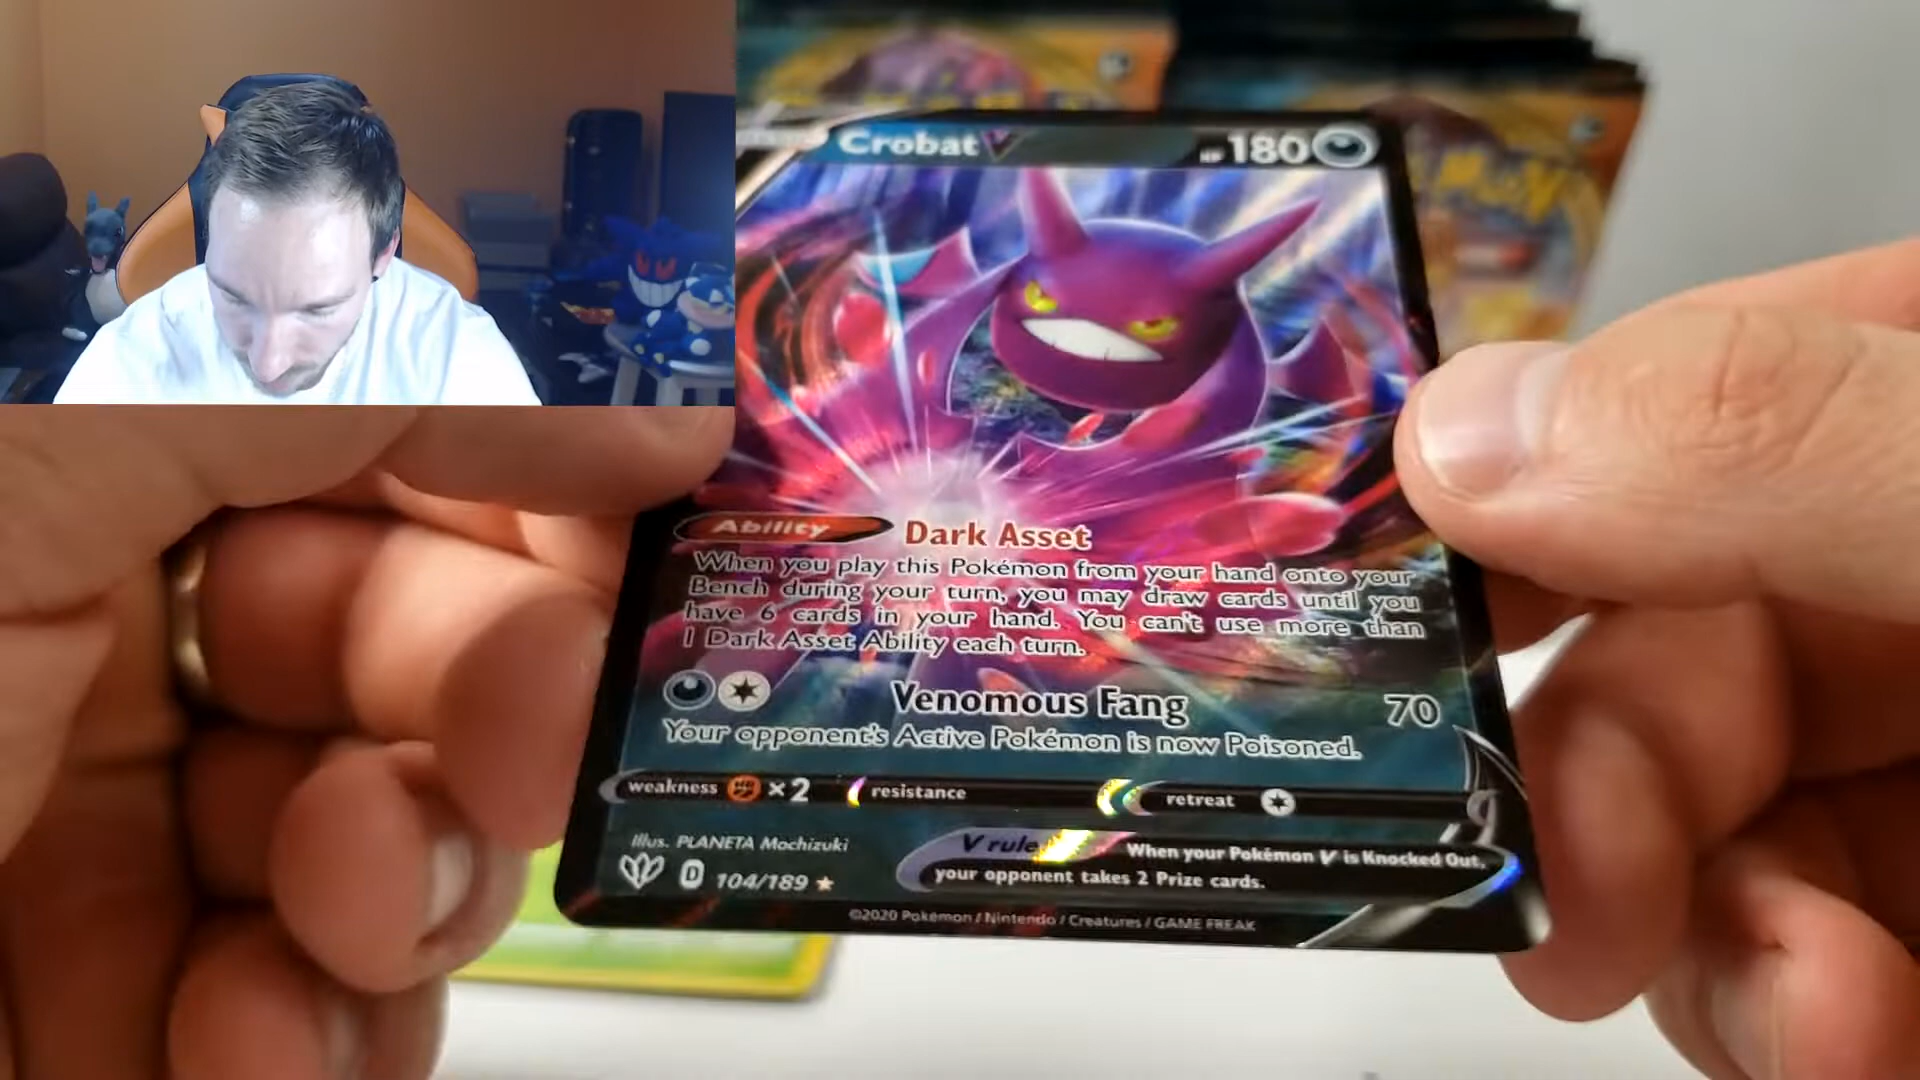 Crobat V
HP 180
Ability Dark Asset
When you play this Pokémon from your hand onto your
Bench during your turn, you may draw cards until you
have 6 cards in your hand. You can't use more than
1 Dark Asset Ability each turn.
Venomous Fang 70
Your opponent's Active Pokémon is now Poisoned.
weakness ×2 resistance retreat
Illus. PLANETA Mochizuki
V rule When your Pokémon V is Knocked Out,
your opponent takes 2 Prize cards.
D 104/189
©2020 Pokémon / Nintendo / Creatures / GAME FREAK